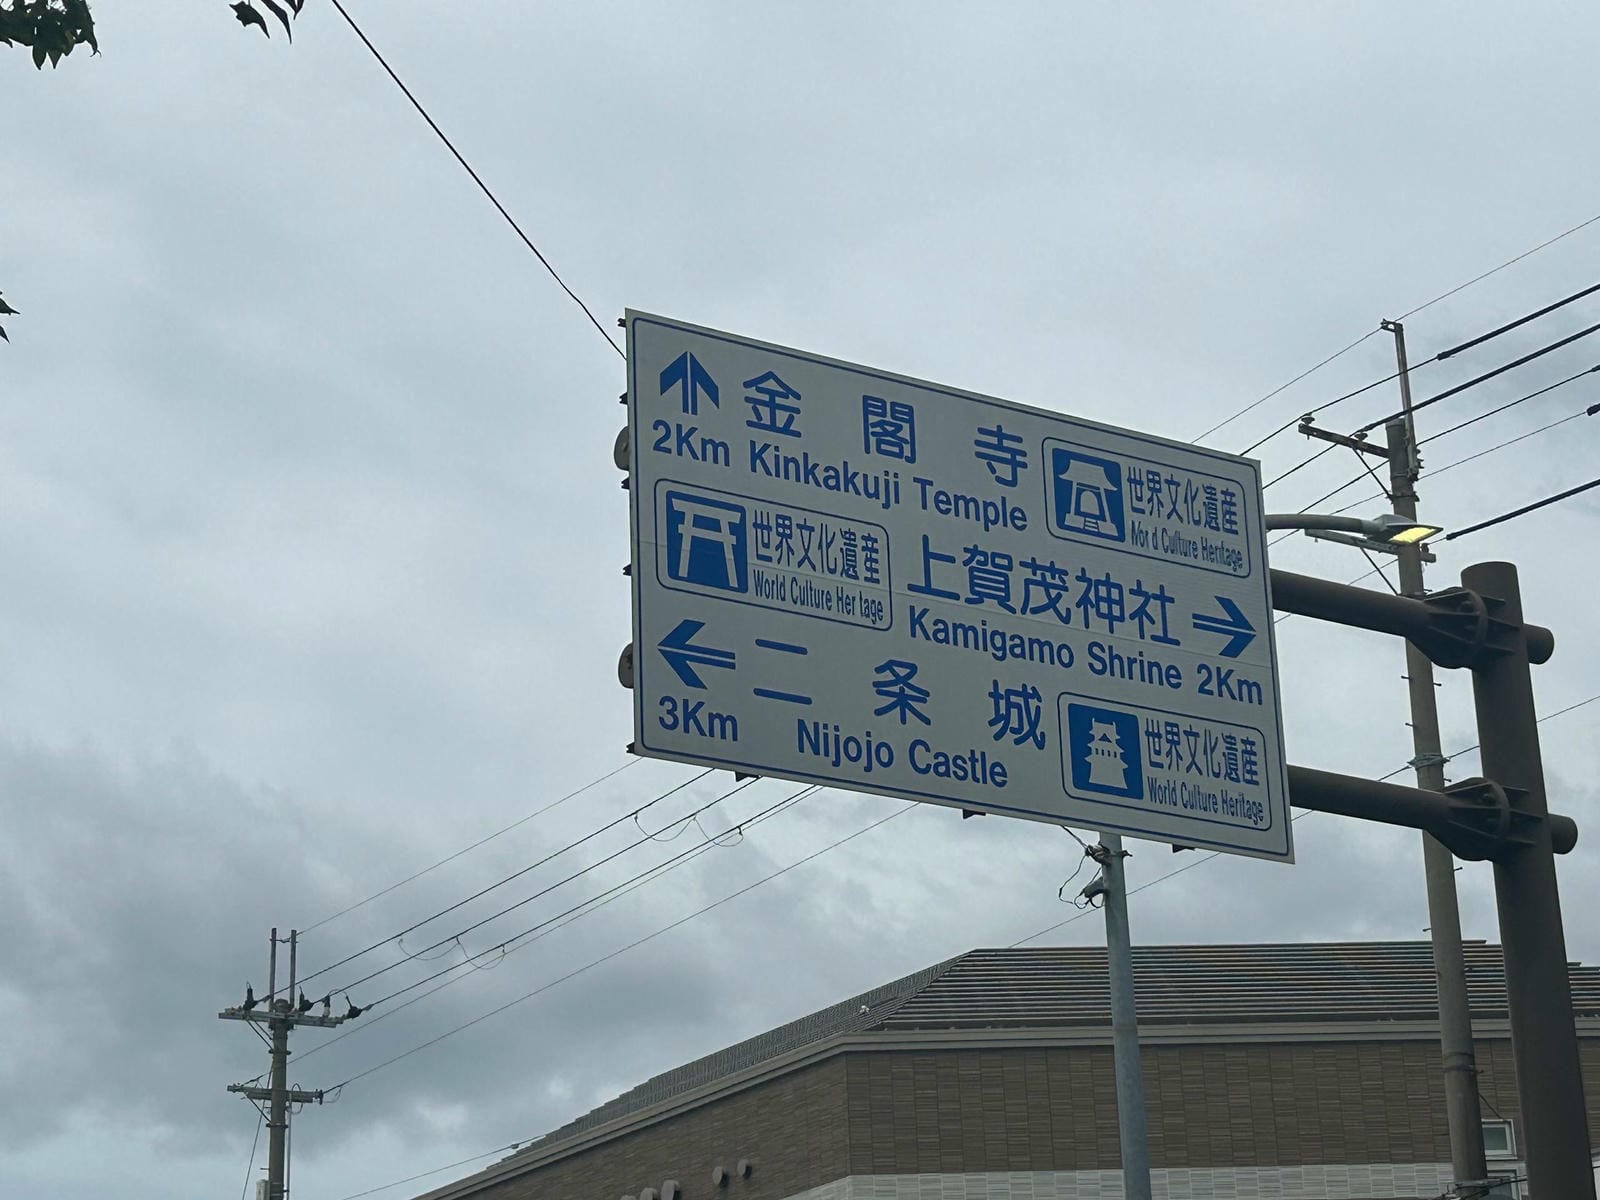 金閣寺
2Km Kinkakuji Temple
世界文化遺産
Wor d Culture Heritage
世界文化遺産
World Culture Her tage
上賀茂神社
Kamigamo Shrine 2Km
二条城
3Km Nijojo Castle
世界文化遺産
World Culture Heritage